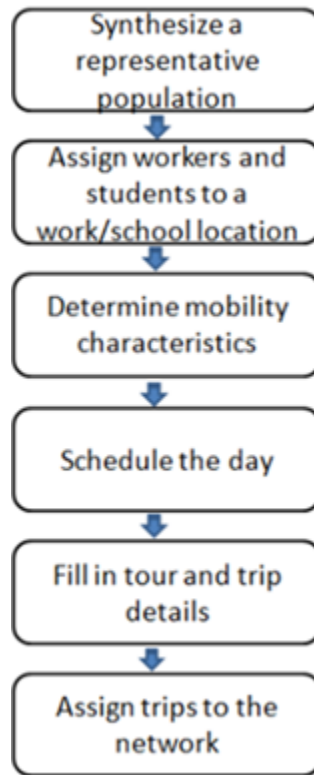 Synthesize a
representative
population
Assign workers and
students to a
work/school location
Determine mobility
characteristics
Schedule the day
Fill in tour and trip
details
Assign trips to the
network